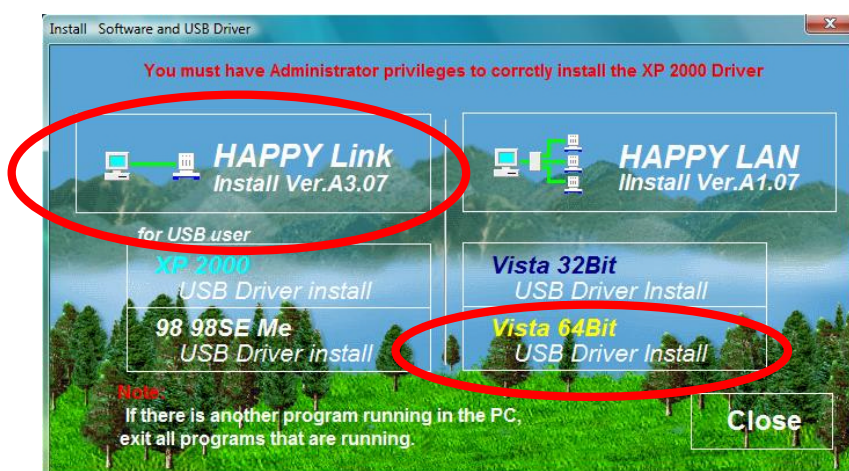 Install   Software and USB Driver
You must have Administrator privileges to corrctly install the XP 2000 Driver
HAPPY Link
Install Ver.A3.07
HAPPY LAN
IInstall Ver.A1.07
for USB user
XP 2000
USB Driver install
98 98SE Me
USB Driver install
Vista 32Bit
USB Driver Install
Vista 64Bit
USB Driver Install
Note:
If there is another program running in the PC,
exit all programs that are running.
Close